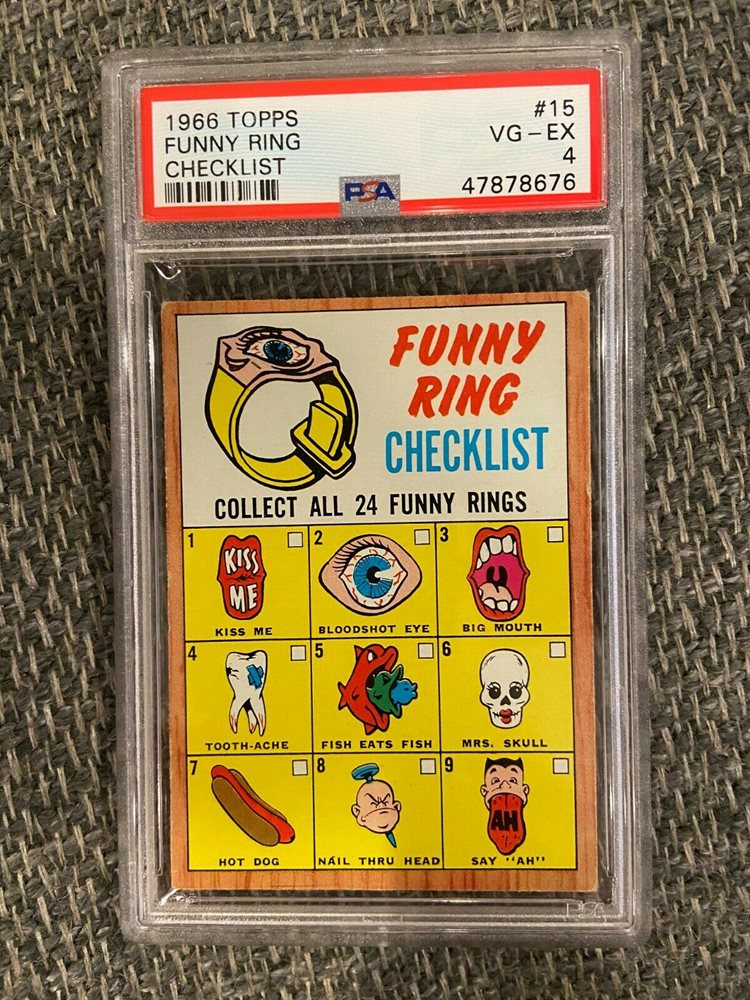 1966 TOPPS #15
FUNNY RING VG-EX
CHECKLIST 4
PSA 47878676
FUNNY
RING
CHECKLIST
COLLECT ALL 24 FUNNY RINGS
1 2 3
KISS
ME
KISS ME BLOODSHOT EYE BIG MOUTH
4 5 6
TOOTH-ACHE FISH EATS FISH MRS. SKULL
7 8 9
AH
HOT DOG NAIL THRU HEAD SAY "AH"
PSA